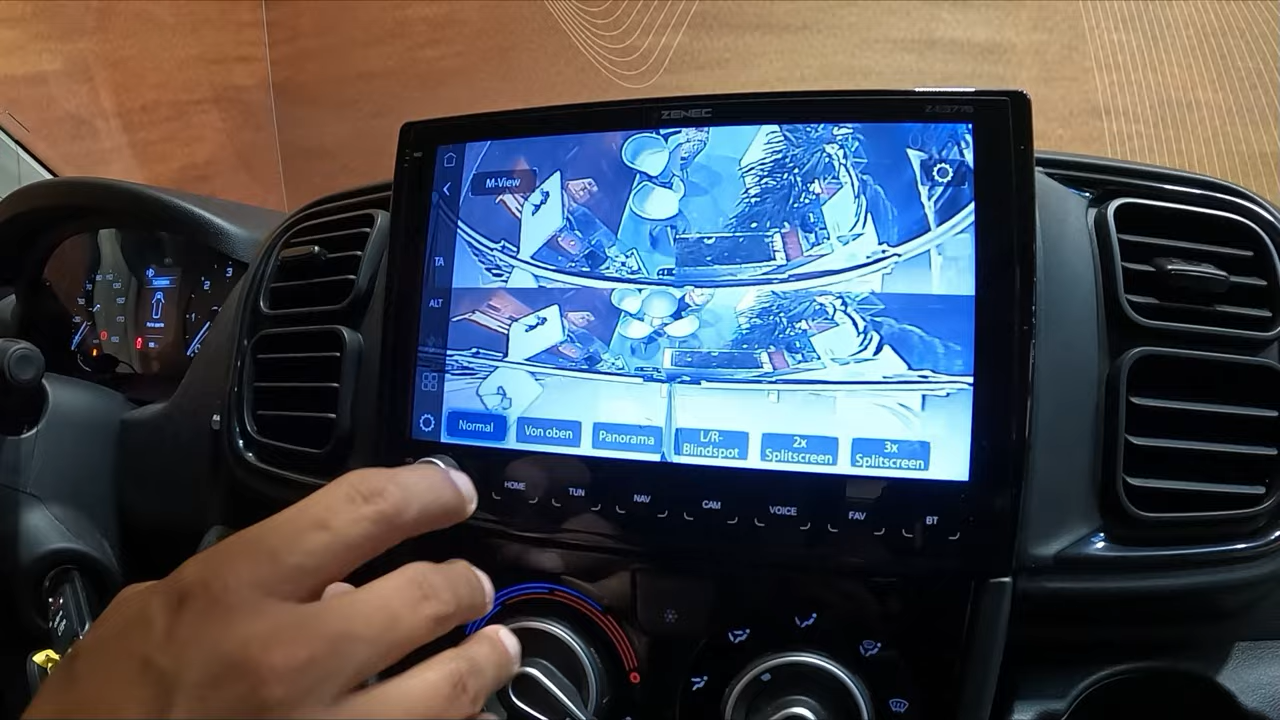 ZENEC
M-View
TA
ALT
Normal
Von oben
Panorama
L/R-
Blindspot
2x
Splitscreen
3x
Splitscreen
HOME
TUN
NAV
CAM
VOICE
FAV
BT